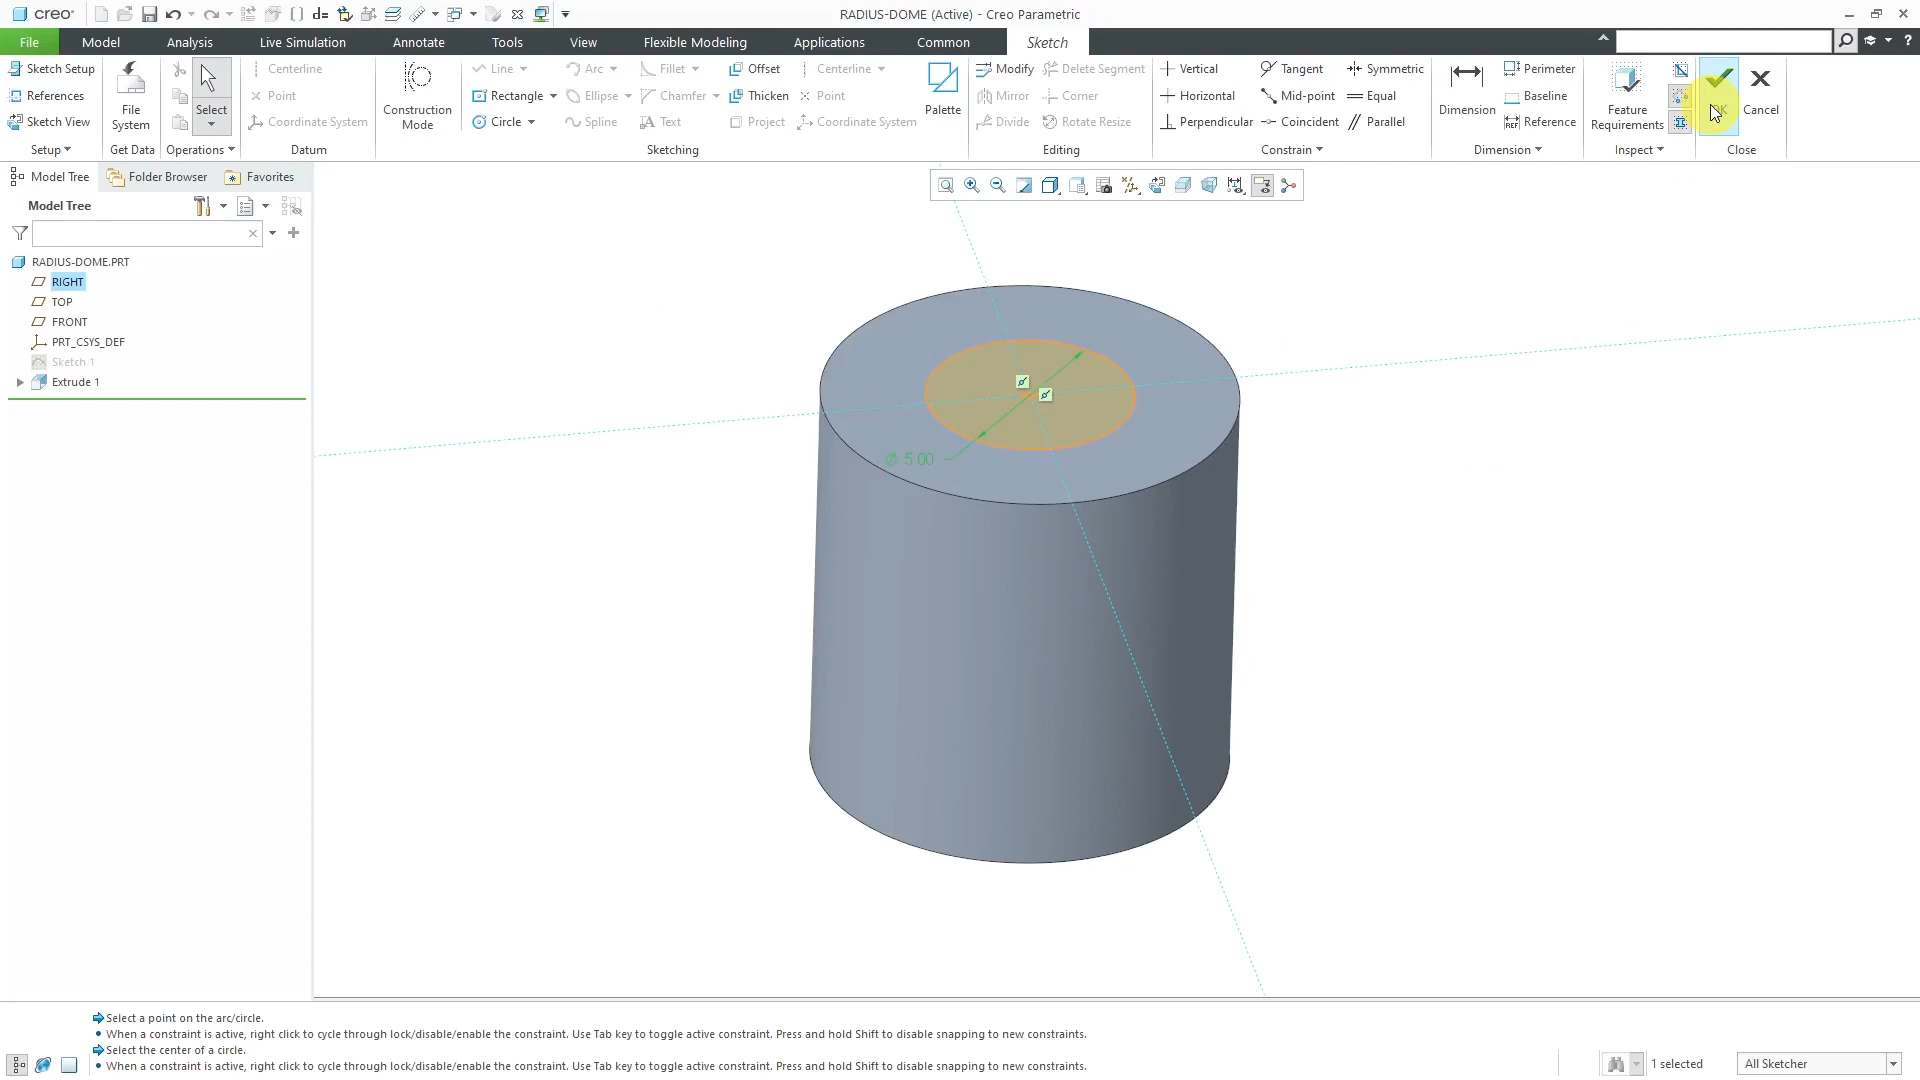 creo
d=
RADIUS-DOME (Active) - Creo Parametric
File
Model
Analysis
Live Simulation
Annotate
Tools
View
Flexible Modeling
Applications
Common
Sketch
Sketch Setup
References
Sketch View
Setup
File
System
Get Data
Select
Operations
Centerline
Point
Coordinate System
Datum
Construction
Mode
Line
Arc
Fillet
Offset
Centerline
Rectangle
Ellipse
Chamfer
Thicken
Point
Circle
Spline
Text
Project
Coordinate System
Palette
Sketching
Modify
Delete Segment
Mirror
Corner
Divide
Rotate Resize
Editing
Vertical
Tangent
Symmetric
Horizontal
Mid-point
Equal
Perpendicular
Coincident
Parallel
Constrain
Dimension
Perimeter
Baseline
REF Reference
Dimension
Feature
Requirements
Inspect
OK
Cancel
Close
Model Tree
Folder Browser
Favorites
Model Tree
RADIUS-DOME.PRT
RIGHT
TOP
FRONT
PRT_CSYS_DEF
Sketch 1
Extrude 1
Ø 5.00
Select a point on the arc/circle.
• When a constraint is active, right click to cycle through lock/disable/enable the constraint. Use Tab key to toggle active constraint. Press and hold Shift to disable snapping to new constraints.
Select the center of a circle.
• When a constraint is active, right click to cycle through lock/disable/enable the constraint. Use Tab key to toggle active constraint. Press and hold Shift to disable snapping to new constraints.
1 selected
All Sketcher